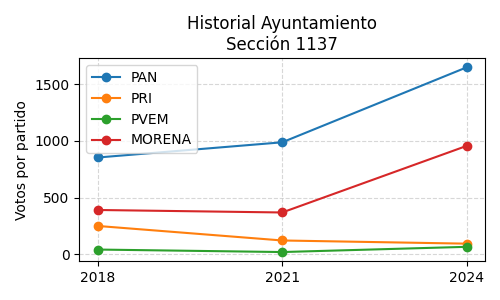 Historial Ayuntamiento
Sección 1137
Votos por partido
1500
1000
500
0
PAN
PRI
PVEM
MORENA
2018
2021
2024